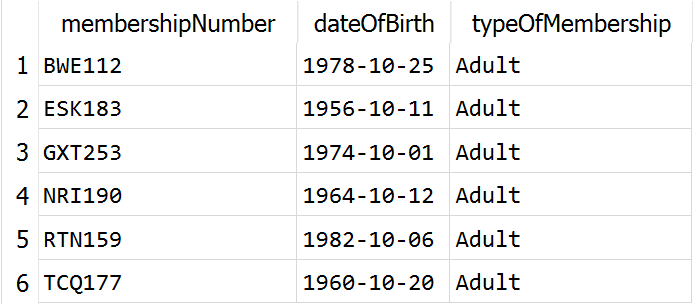 membershipNumber dateOfBirth typeOfMembership
1 BWE112 1978-10-25 Adult
2 ESK183 1956-10-11 Adult
3 GXT253 1974-10-01 Adult
4 NRI190 1964-10-12 Adult
5 RTN159 1982-10-06 Adult
6 TCQ177 1960-10-20 Adult